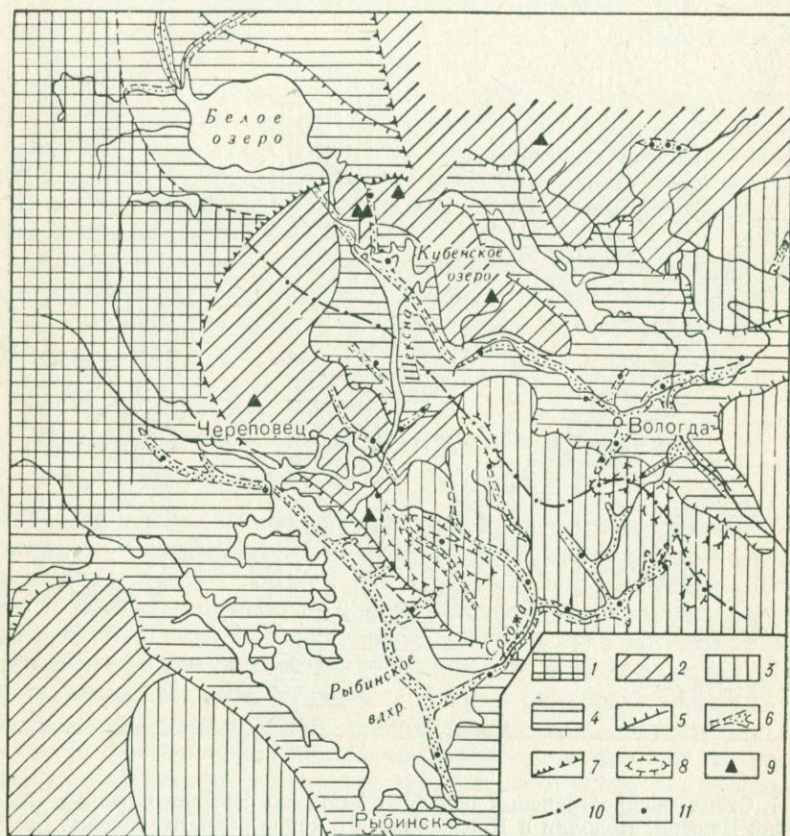 Белое
озеро
Кубенское
озеро
Шексна
Череповец
Вологда
Согожа
Рыбинское
вдхр.
Рыбинск
1
2
3
4
5
6
7
8
9
10
11